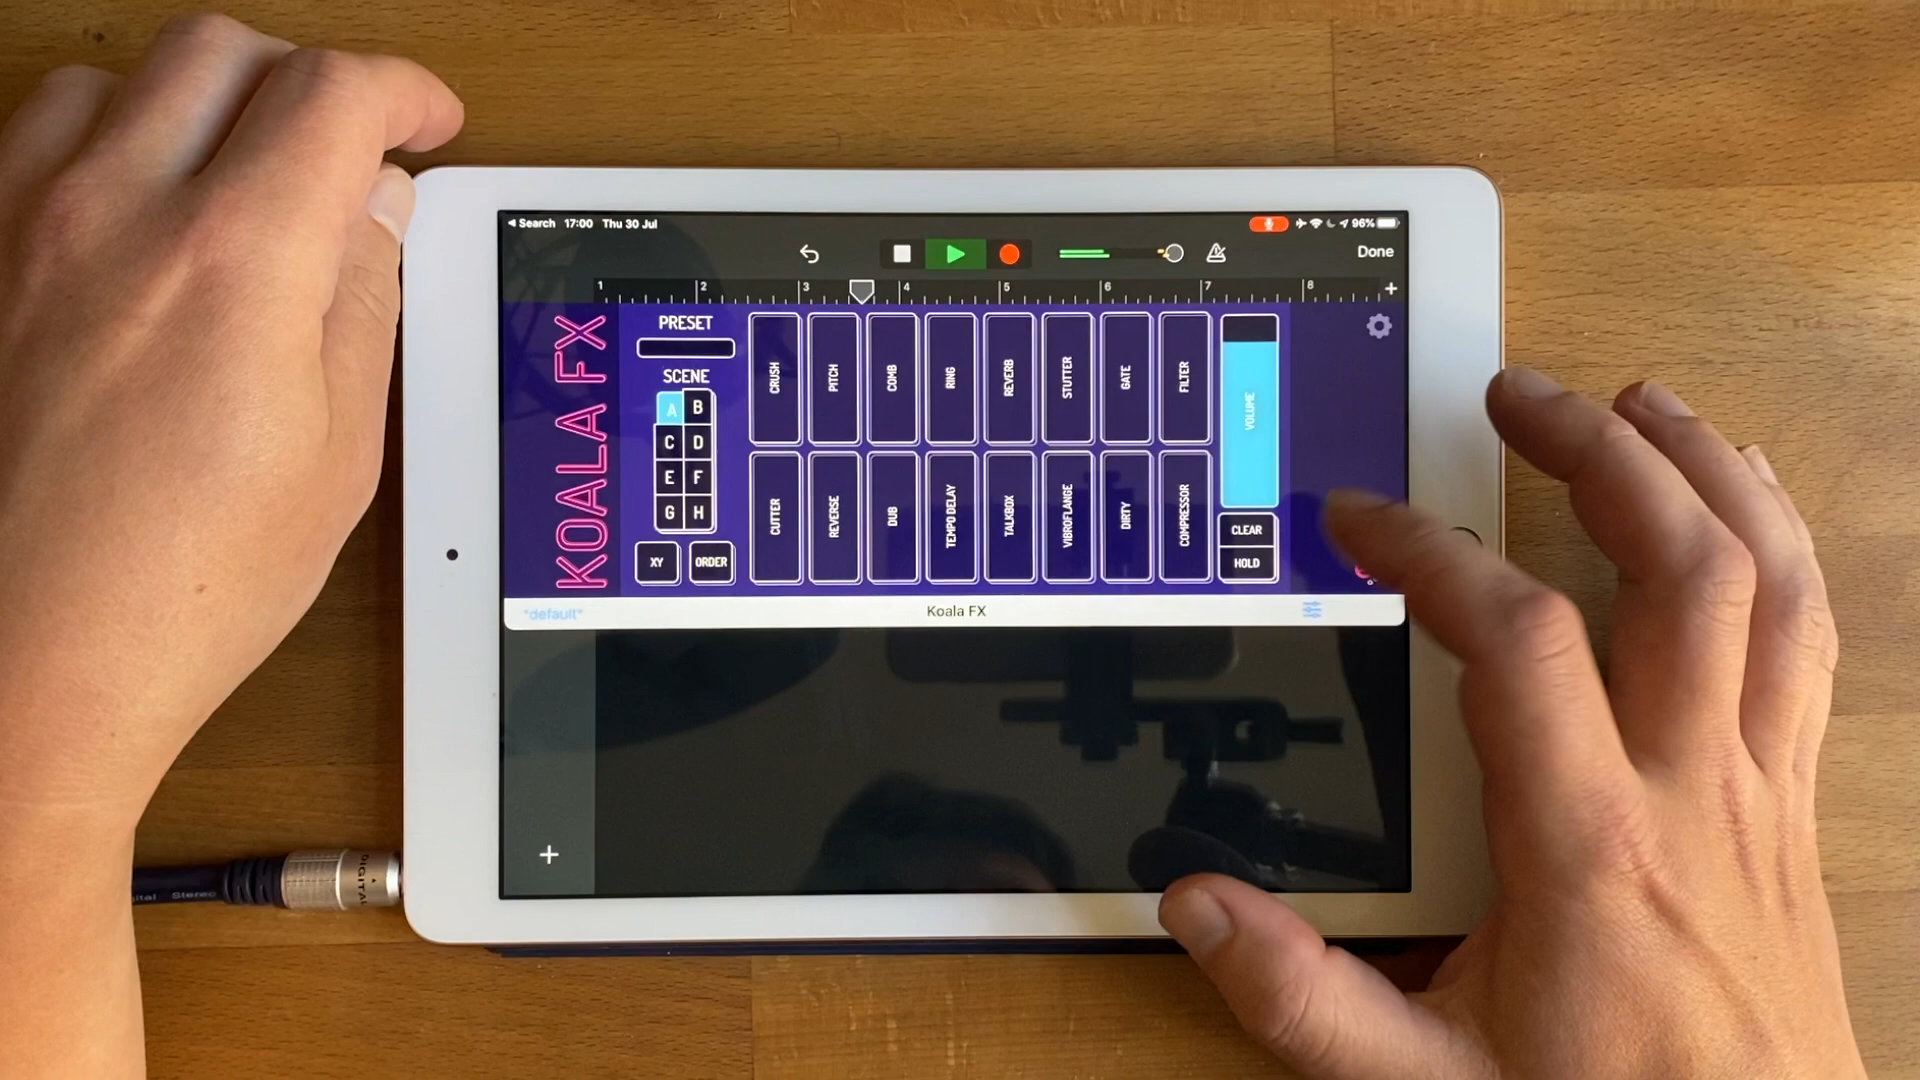 Search 17:00 Thu 30 Jul
96%
Done
1 2 3 4 5 6 7 8
KOALA FX
PRESET
SCENE
A B
C D
E F
G H
XY ORDER
CRUSH PITCH COMB RING REVERB STUTTER GATE FILTER
CUTTER REVERSE DUB TEMPO DELAY TALKBOX VIBROFLANGE DIRTY COMPRESSOR
VOLUME
CLEAR
HOLD
*default* Koala FX
Stereo
DIGITAL